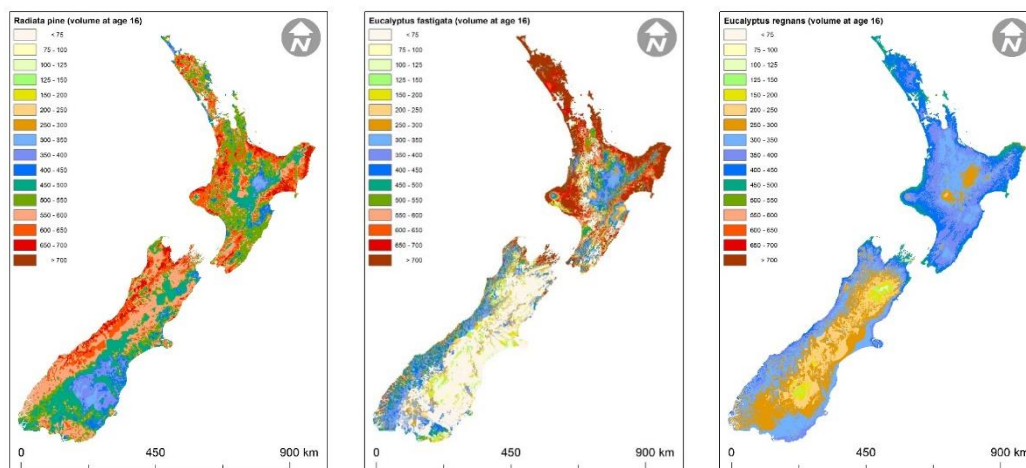 Radiata pine (volume at age 16)
< 75
75 - 100
100 - 125
125 - 150
150 - 200
200 - 250
250 - 300
300 - 350
350 - 400
400 - 450
450 - 500
500 - 550
550 - 600
600 - 650
650 - 700
> 700
N
0 450 900 km
Eucalyptus fastigata (volume at age 16)
< 75
75 - 100
100 - 125
125 - 150
150 - 200
200 - 250
250 - 300
300 - 350
350 - 400
400 - 450
450 - 500
500 - 550
550 - 600
600 - 650
650 - 700
> 700
N
0 450 900 km
Eucalyptus regnans (volume at age 16)
< 75
75 - 100
100 - 125
125 - 150
150 - 200
200 - 250
250 - 300
300 - 350
350 - 400
400 - 450
450 - 500
500 - 550
550 - 600
600 - 650
650 - 700
> 700
N
0 450 900 km